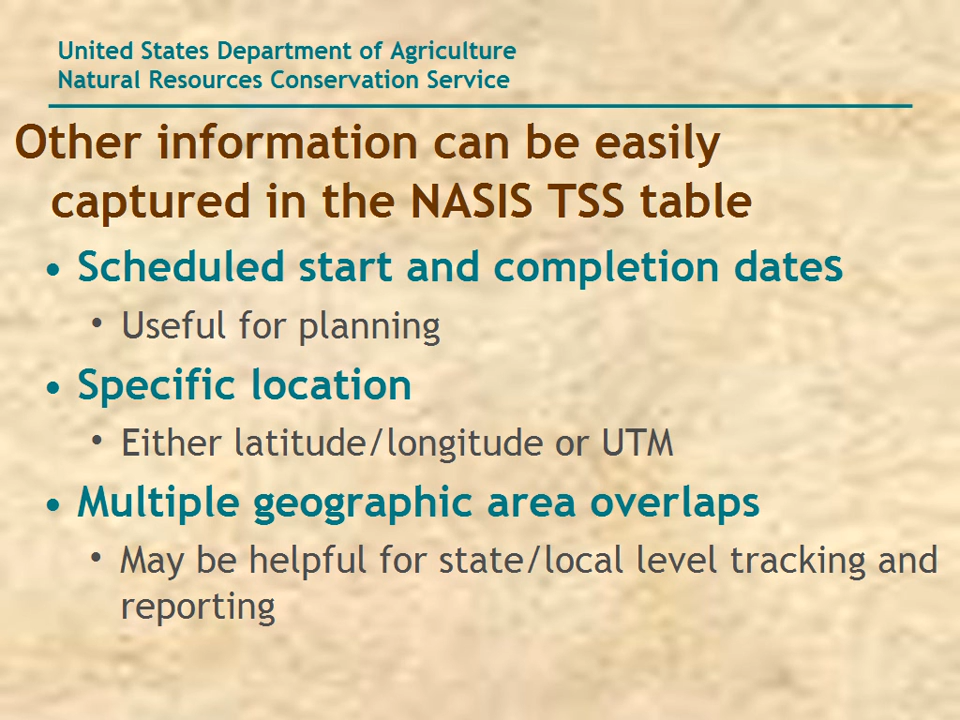 United States Department of Agriculture
Natural Resources Conservation Service
Other information can be easily
captured in the NASIS TSS table
• Scheduled start and completion dates
• Useful for planning
• Specific location
• Either latitude/longitude or UTM
• Multiple geographic area overlaps
• May be helpful for state/local level tracking and
reporting